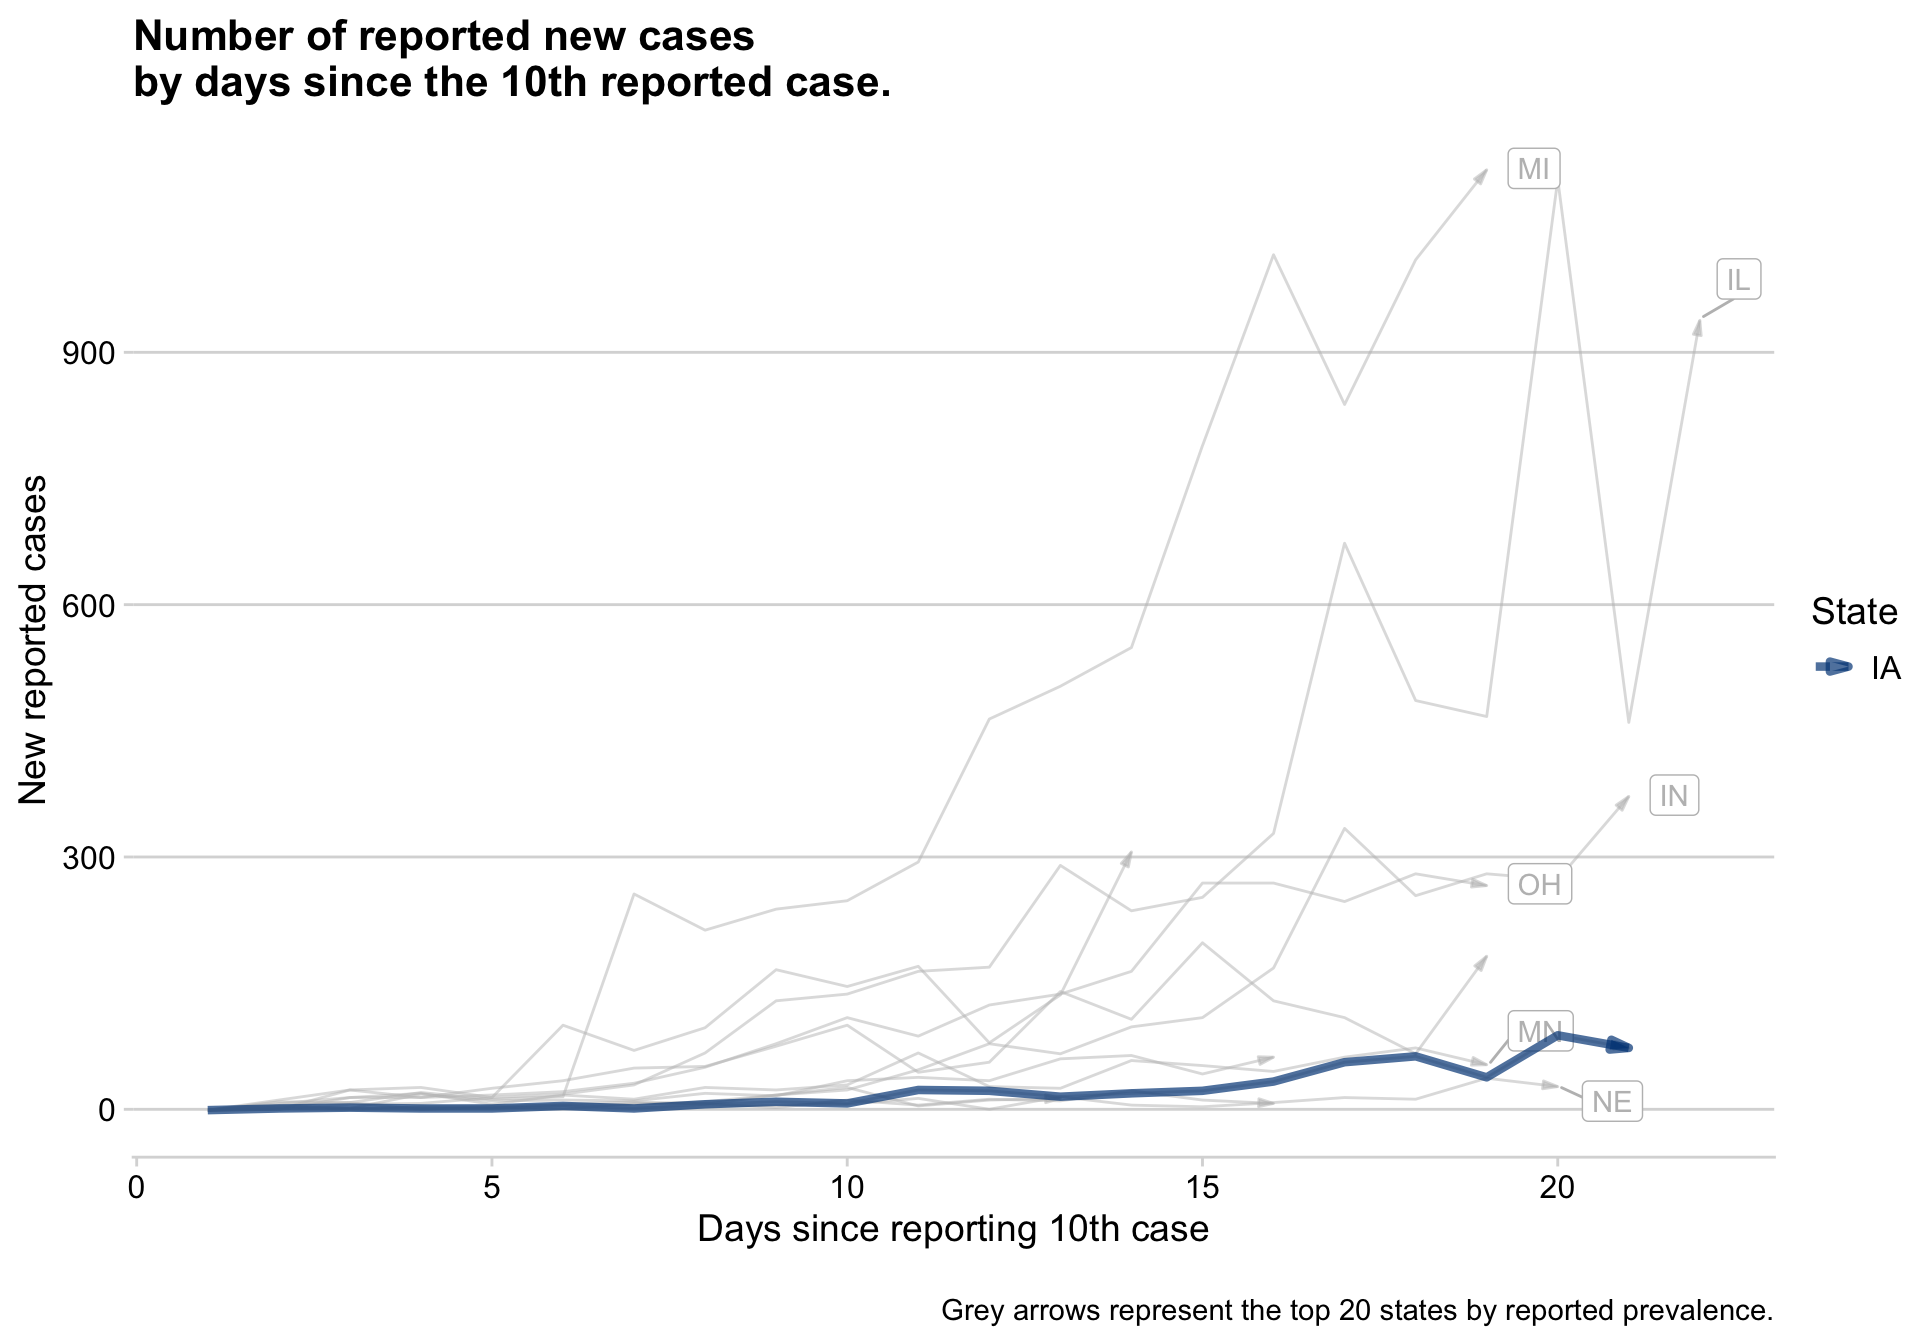 Number of reported new cases
by days since the 10th reported case.
MI
IL
900
New reported cases
600
State
IA
IN
300
OH
MN
NE
0
0 5 10 15 20
Days since reporting 10th case
Grey arrows represent the top 20 states by reported prevalence.